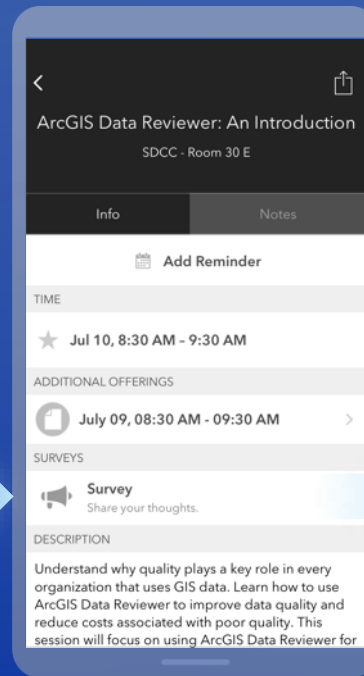 ArcGIS Data Reviewer: An Introduction
SDCC - Room 30 E
Info Notes
Add Reminder
TIME
Jul 10, 8:30 AM - 9:30 AM
ADDITIONAL OFFERINGS
July 09, 08:30 AM - 09:30 AM
SURVEYS
Survey
Share your thoughts.
DESCRIPTION
Understand why quality plays a key role in every
organization that uses GIS data. Learn how to use
ArcGIS Data Reviewer to improve data quality and
reduce costs associated with poor quality. This
session will focus on using ArcGIS Data Reviewer for